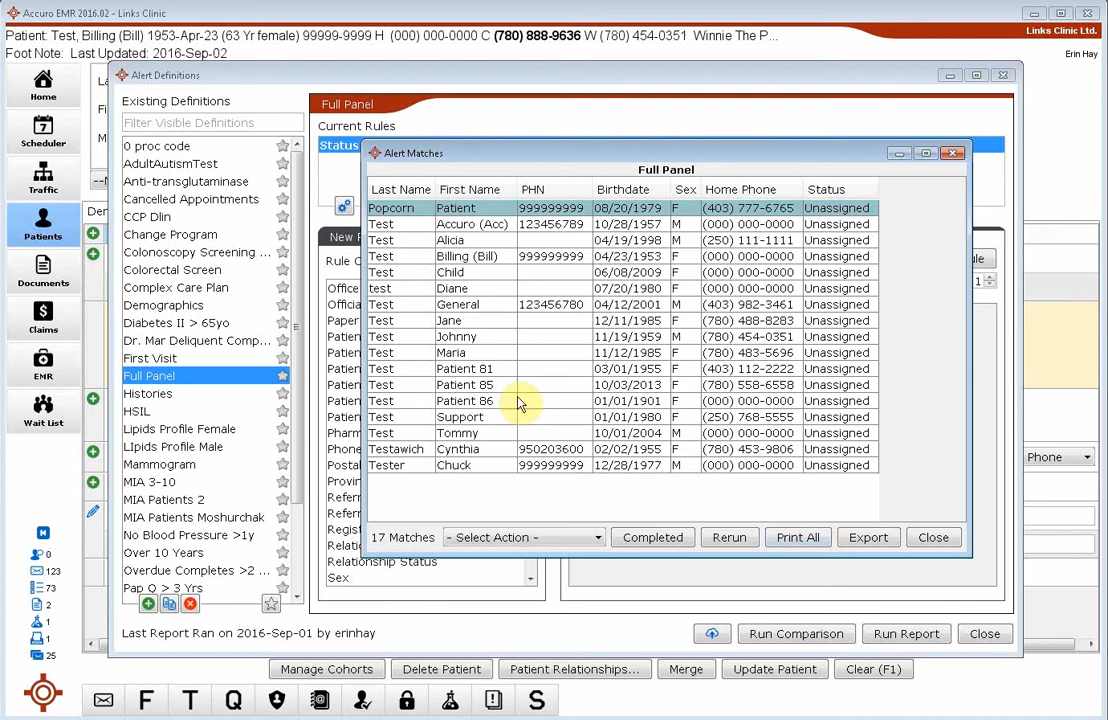 Accuro EMR 2016.02 - Links Clinic
Patient: Test, Billing (Bill) 1953-Apr-23 (63 Yr female) 99999-9999 H (000) 000-0000 C (780) 888-9636 W (780) 454-0351 Winnie The P...
Links Clinic Ltd.
Foot Note: Last Updated: 2016-Sep-02
Erin Hay
Home
7
Scheduler
Traffic
Patients
Documents
$
Claims
EMR
Wait List
0
123
73
2
1
1
25
Alert Definitions
Existing Definitions
Filter Visible Definitions
0 proc code
AdultAutismTest
Anti-transglutaminase
Cancelled Appointments
CCP Dlin
Change Program
Colonoscopy Screening ...
Colorectal Screen
Complex Care Plan
Demographics
Diabetes II > 65yo
Dr. Mar Deliquent Comp...
First Visit
Full Panel
Histories
HSIL
Lipids Profile Female
LIpids Profile Male
Mammogram
MIA 3-10
MIA Patients 2
MIA Patients Moshurchak
No Blood Pressure >1y
Over 10 Years
Overdue Completes >2 ...
Pap Q > 3 Yrs
Full Panel
Current Rules
Status
Alert Matches
Full Panel
Last Name First Name PHN Birthdate Sex Home Phone Status
Popcorn Patient 999999999 08/20/1979 F (403) 777-6765 Unassigned
Test Accuro (Acc) 123456789 10/28/1957 M (000) 000-0000 Unassigned
Test Alicia 04/19/1998 M (250) 111-1111 Unassigned
Test Billing (Bill) 999999999 04/23/1953 F (000) 000-0000 Unassigned
Test Child 06/08/2009 F (000) 000-0000 Unassigned
test Diane 07/20/1980 F (000) 000-0000 Unassigned
Test General 123456780 04/12/2001 M (403) 982-3461 Unassigned
Test Jane 12/11/1985 F (780) 488-8283 Unassigned
Test Johnny 11/19/1959 M (780) 454-0351 Unassigned
Test Maria 11/12/1985 F (780) 483-5696 Unassigned
Test Patient 81 03/01/1955 F (403) 112-2222 Unassigned
Test Patient 85 10/03/2013 F (780) 558-6558 Unassigned
Test Patient 86 01/01/1901 F (000) 000-0000 Unassigned
Test Support 01/01/1980 F (250) 768-5555 Unassigned
Test Tommy 10/01/2004 M (000) 000-0000 Unassigned
Testawich Cynthia 950203600 02/02/1955 F (780) 453-9806 Unassigned
Tester Chuck 999999999 12/28/1977 M (000) 000-0000 Unassigned
17 Matches - Select Action - Completed Rerun Print All Export Close
Relationship Status
Sex
Last Report Ran on 2016-Sep-01 by erinhay
Run Comparison Run Report Close
1
Phone
Manage Cohorts Delete Patient Patient Relationships... Merge Update Patient Clear (F1)
F T Q S